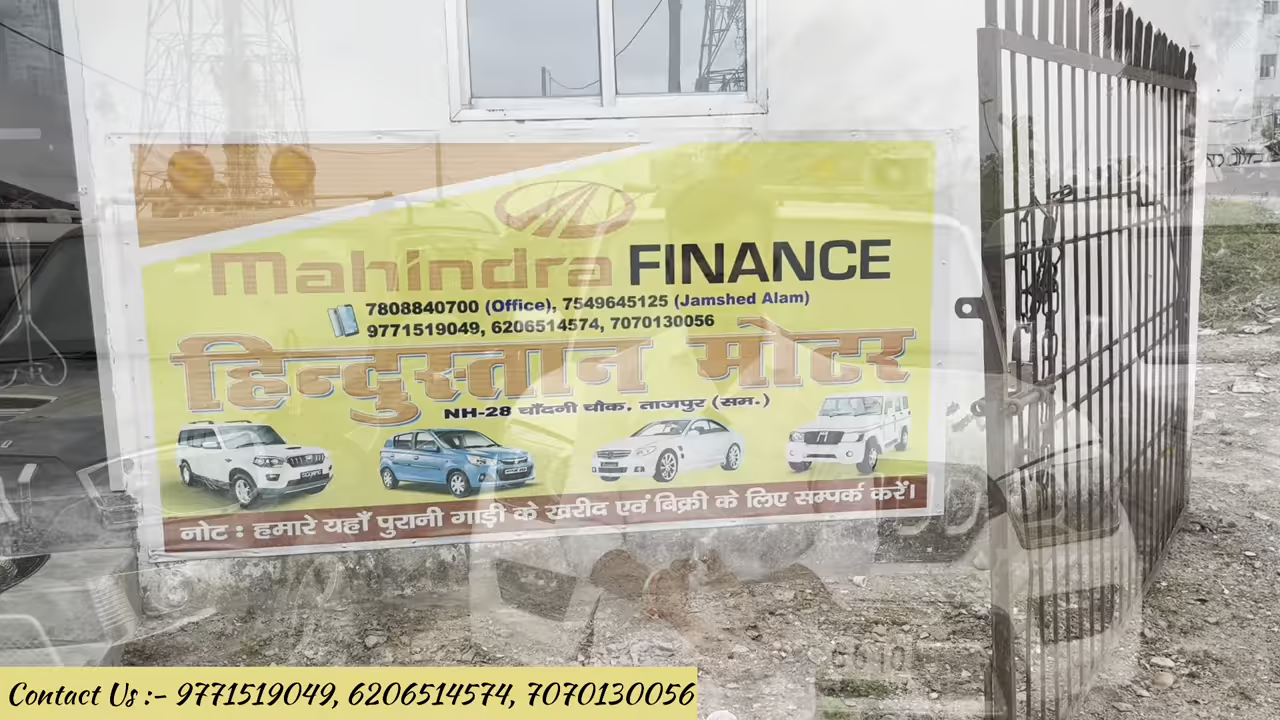 Mahindra FINANCE
7808840700 (Office), 7549645125 (Jamshed Alam)
9771519049, 6206514574, 7070130056
हिन्दुस्तान मोटर
NH-28 चाँदनी चौक, ताजपुर (सम.)
नोट : हमारे यहाँ पुरानी गाड़ी के खरीद एवं बिक्री के लिए सम्पर्क करें।
Contact Us :- 9771519049, 6206514574, 7070130056